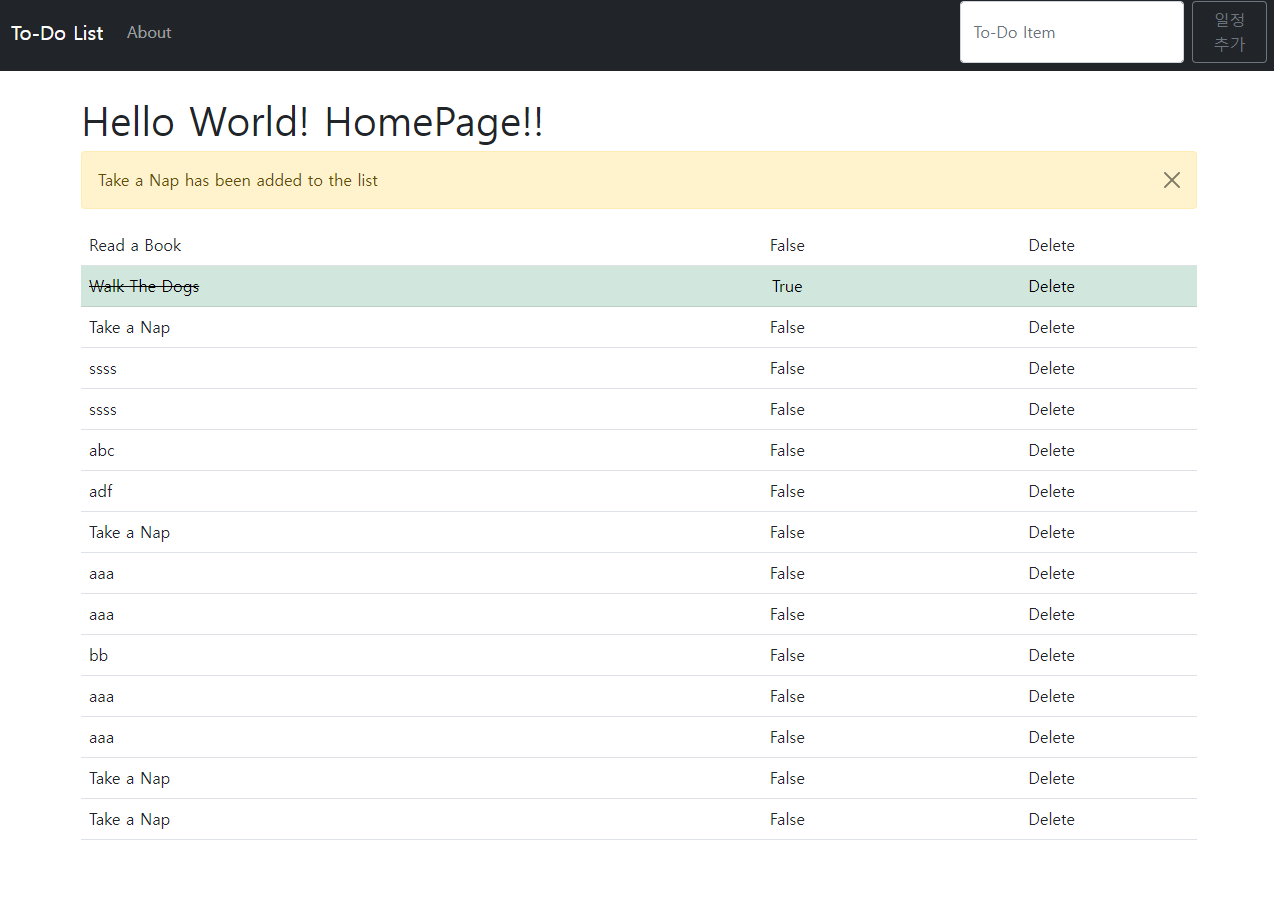 To-Do List About To-Do Item 일정
추가
Hello World! HomePage!!
Take a Nap has been added to the list
Read a Book False Delete
Walk The Dogs True Delete
Take a Nap False Delete
ssss False Delete
ssss False Delete
abc False Delete
adf False Delete
Take a Nap False Delete
aaa False Delete
aaa False Delete
bb False Delete
aaa False Delete
aaa False Delete
Take a Nap False Delete
Take a Nap False Delete